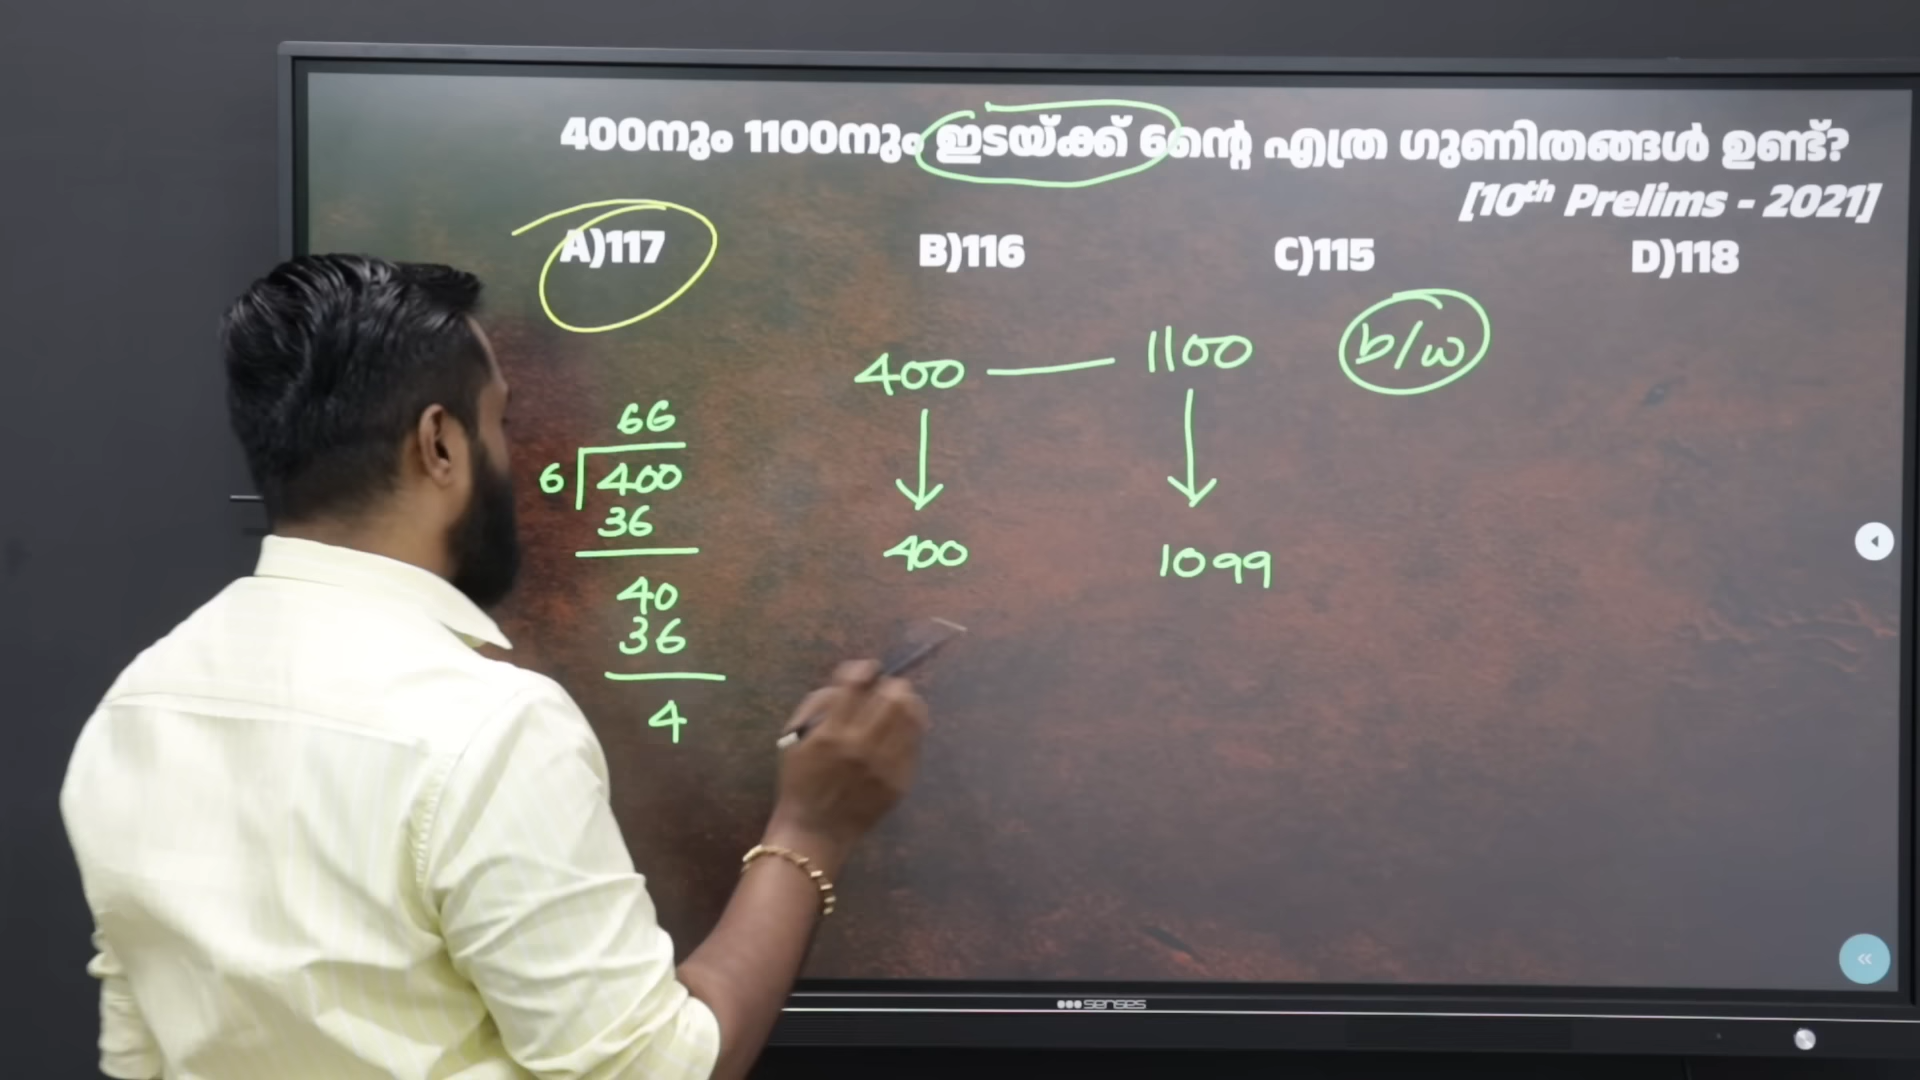 400നും 1100നും ഇടയ്ക്ക് 6ന്റെ എത്ര ഗുണിതങ്ങൾ ഉണ്ട്?
[10th Prelims - 2021]
A)117 B)116 C)115 D)118
400 — 1100 b/w
66
6 400
36
40
36
4
400 1099
senses